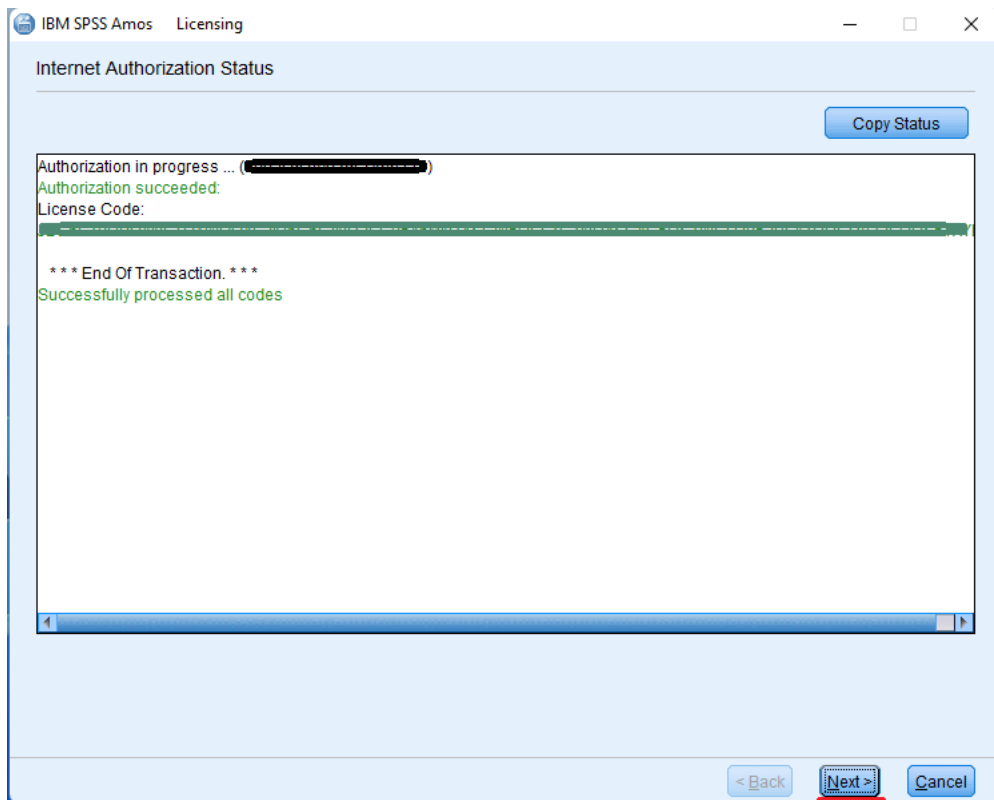 IBM SPSS Amos Licensing
Internet Authorization Status
Copy Status
Authorization in progress ... ( )
Authorization succeeded:
License Code:
* * * End Of Transaction. * * *
Successfully processed all codes
< Back Next > Cancel